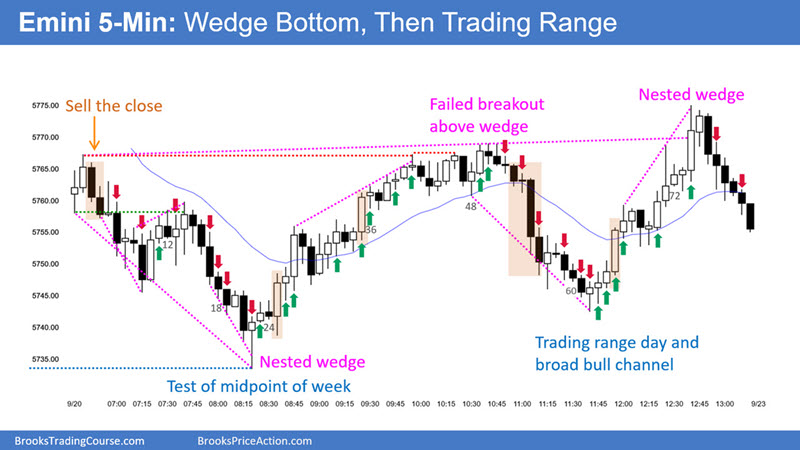 Emini 5-Min: Wedge Bottom, Then Trading Range
Sell the close
Failed breakout
above wedge
Nested wedge
5775.00
5770.00
5765.00
5760.00
5755.00
5750.00
5745.00
5740.00
5735.00
12
18
24
36
48
60
72
Nested wedge
Test of midpoint of week
Trading range day and
broad bull channel
9/20 07:00 07:15 07:30 07:45 08:00 08:15 08:30 08:45 09:00 09:15 09:30 09:45 10:00 10:15 10:30 10:45 11:00 11:15 11:30 11:45 12:00 12:15 12:30 12:45 13:00 9/23
BrooksTradingCourse.com BrooksPriceAction.com